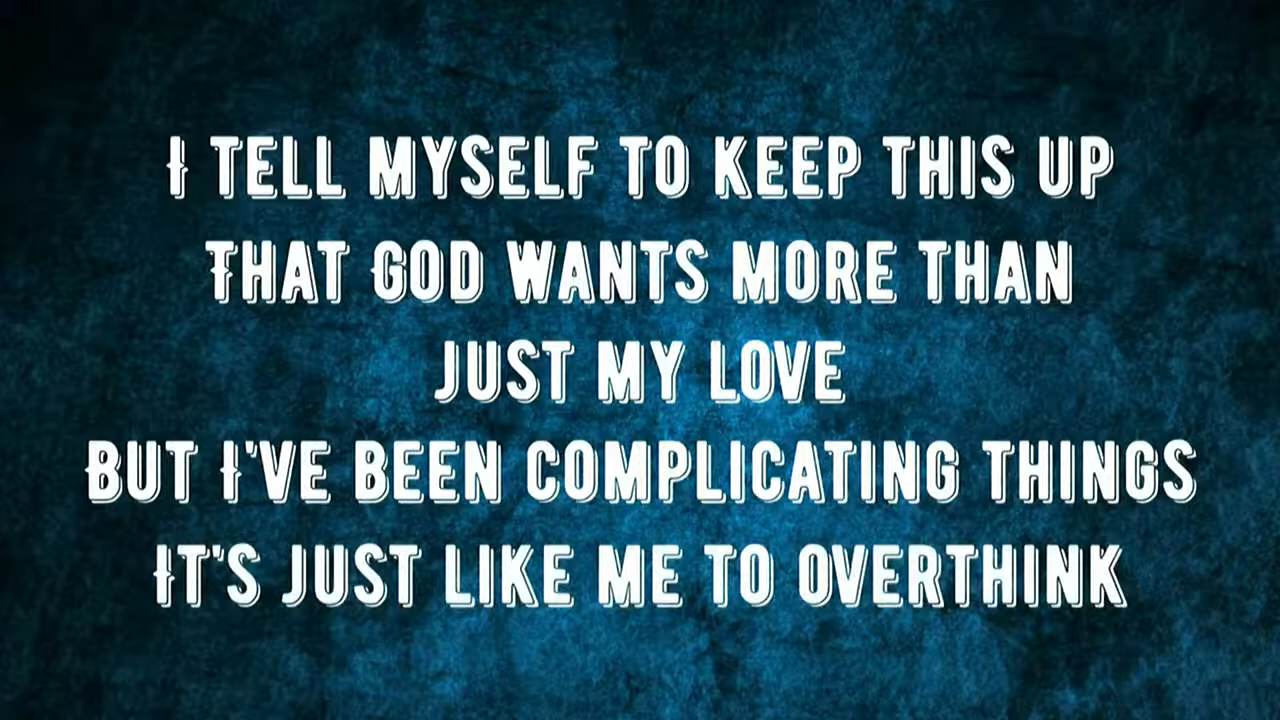 I TELL MYSELF TO KEEP THIS UP
THAT GOD WANTS MORE THAN
JUST MY LOVE
BUT I'VE BEEN COMPLICATING THINGS
IT'S JUST LIKE ME TO OVERTHINK